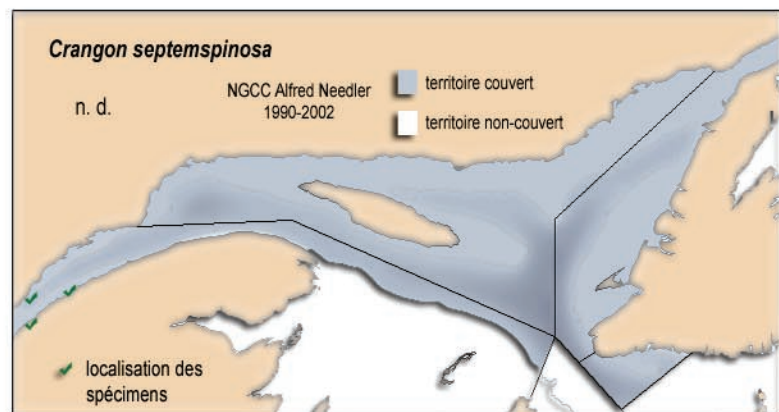 Crangon septemspinosa
n. d.
NGCC Alfred Needler
1990-2002
territoire couvert
territoire non-couvert
localisation des
spécimens